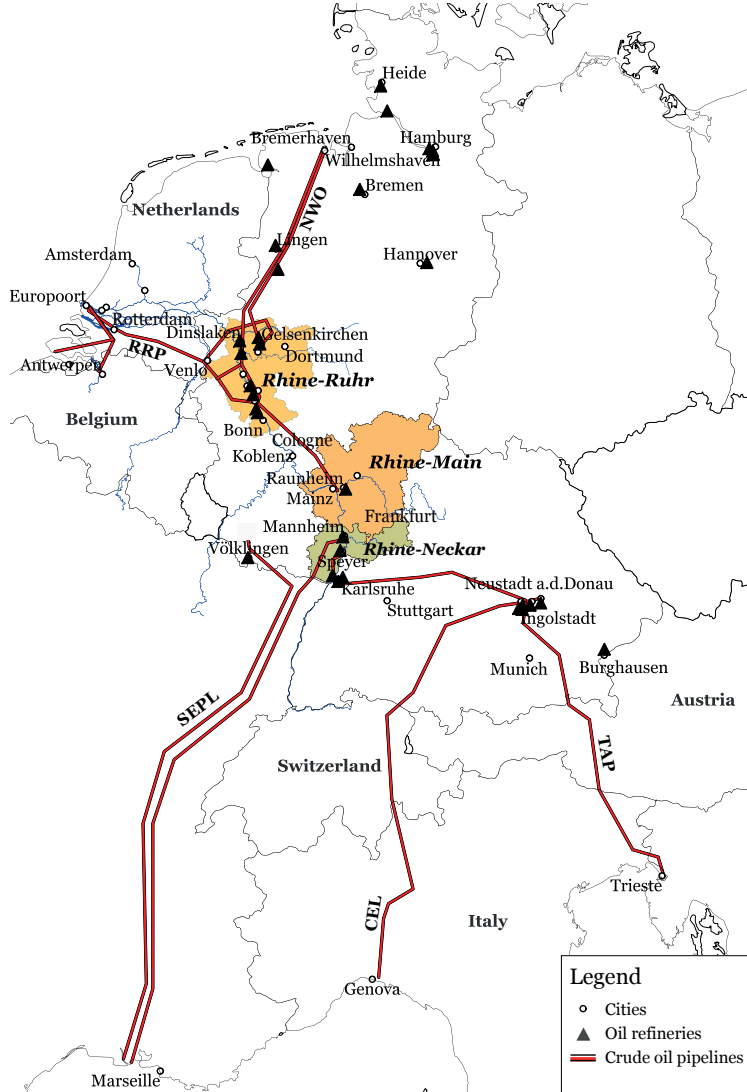 Heide
Bremerhaven
Hamburg
Wilhelmshaven
Bremen
Netherlands
NWO
Lingen
Amsterdam
Hannover
Europoort
Rotterdam
Dinslaken
Gelsenkirchen
RRP
Dortmund
Antwerpen
Venlo
Rhine-Ruhr
Belgium
Bonn
Cologne
Koblenz
Rhine-Main
Raunheim
Mainz
Frankfurt
Mannheim
Völklingen
Rhine-Neckar
Speyer
Neustadt a.d.Donau
Karlsruhe
Stuttgart
Ingolstadt
Munich
Burghausen
Austria
SEPL
TAP
Switzerland
Trieste
CEL
Italy
Genova
Marseille
Legend
Cities
Oil refineries
Crude oil pipelines